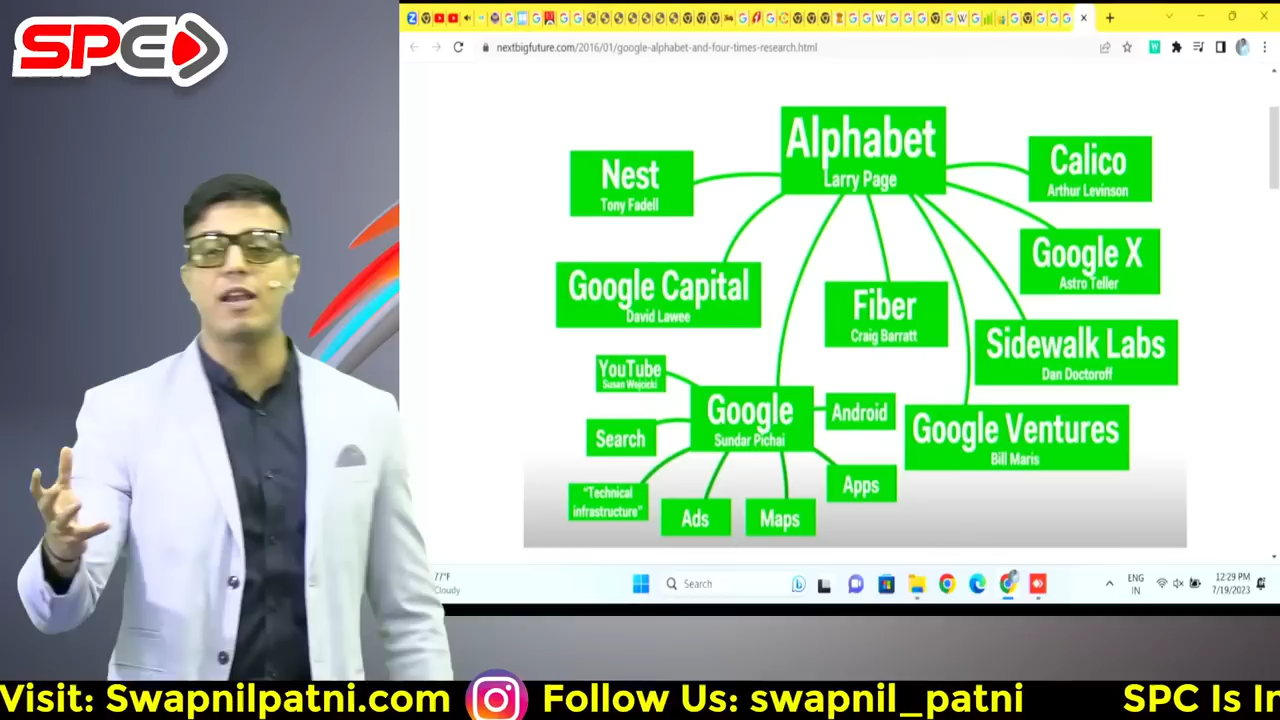 SPC
nextbigfuture.com/2016/01/google-alphabet-and-four-times-research.html
Alphabet
Larry Page
Nest
Tony Fadell
Calico
Arthur Levinson
Google X
Astro Teller
Google Capital
David Lawee
Fiber
Craig Barratt
Sidewalk Labs
Dan Doctoroff
YouTube
Susan Wojcicki
Google
Sundar Pichai
Android
Google Ventures
Bill Maris
Search
Apps
"Technical
infrastructure"
Ads
Maps
77°F
Cloudy
Search
ENG
IN
12:29 PM
7/19/2023
Visit: Swapnilpatni.com Follow Us: swapnil_patni SPC Is In